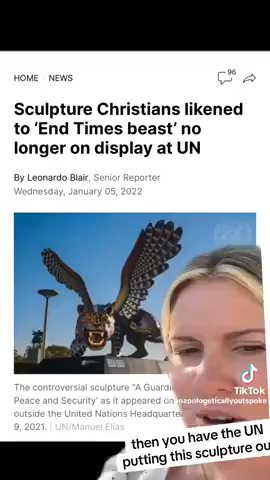 HOME NEWS
96
Sculpture Christians likened
to ‘End Times beast’ no
longer on display at UN
By Leonardo Blair, Senior Reporter
Wednesday, January 05, 2022
The controversial sculpture "A Guardi
Peace and Security' as it appeared on
outside the United Nations Headquarte
9, 2021. | UN/Manuel Elias
TikTok
then you have the UN
putting this sculpture ou